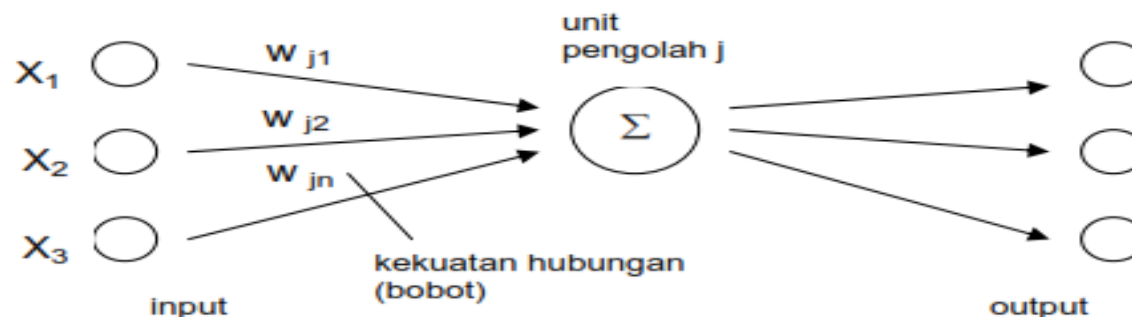 unit
pengolah j
X₁
W j1
Σ
W j2
X₂
W jn
X₃
kekuatan hubungan
(bobot)
input
output